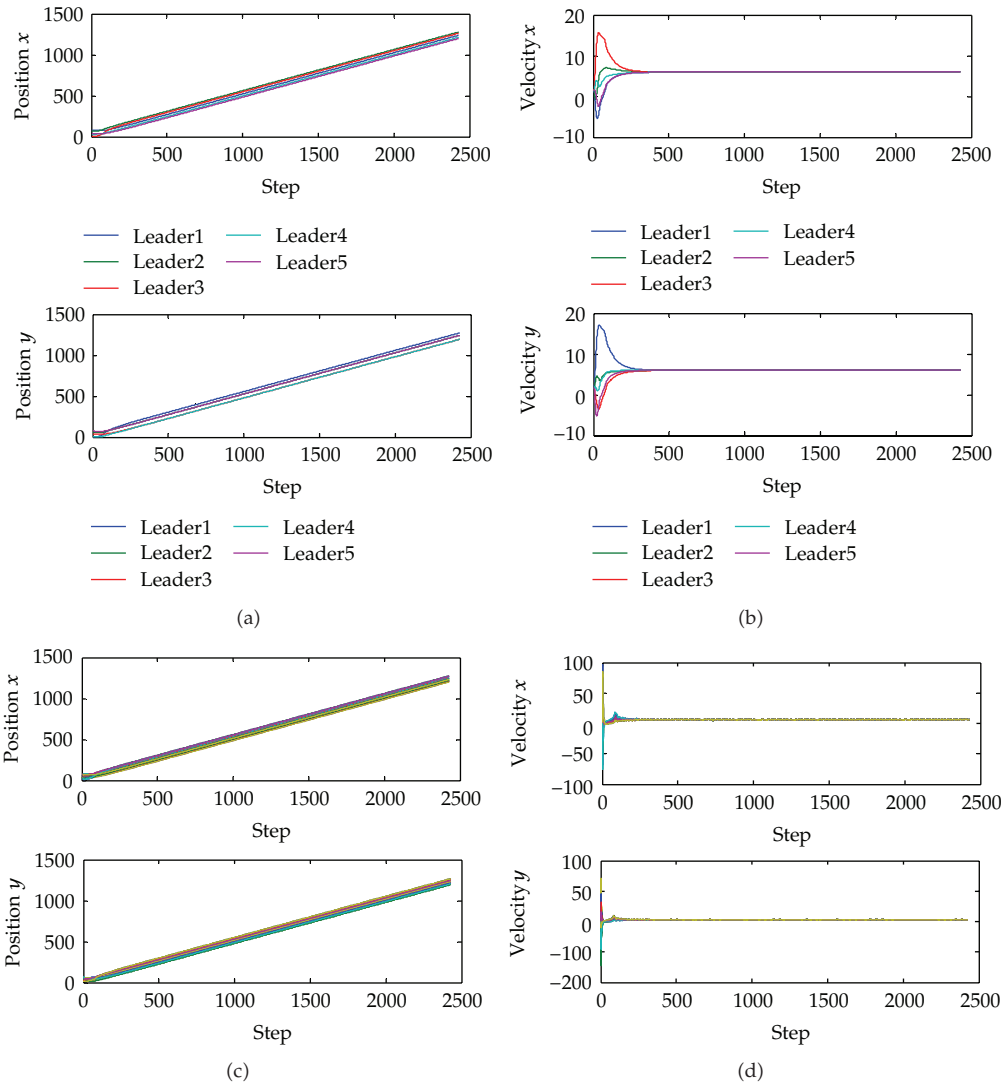 1500
1000
500
0
Position x
0 500 1000 1500 2000 2500
Step
Leader1 Leader4
Leader2 Leader5
Leader3
1500
1000
500
0
Position y
0 500 1000 1500 2000 2500
Step
Leader1 Leader4
Leader2 Leader5
Leader3
(a)
20
10
0
−10
Velocity x
0 500 1000 1500 2000 2500
Step
Leader1 Leader4
Leader2 Leader5
Leader3
20
10
0
−10
Velocity y
0 500 1000 1500 2000 2500
Step
Leader1 Leader4
Leader2 Leader5
Leader3
(b)
1500
1000
500
0
Position x
0 500 1000 1500 2000 2500
Step
1500
1000
500
0
Position y
0 500 1000 1500 2000 2500
Step
(c)
100
50
0
−50
−100
Velocity x
0 500 1000 1500 2000 2500
Step
100
50
0
−100
−200
Velocity y
0 500 1000 1500 2000 2500
Step
(d)